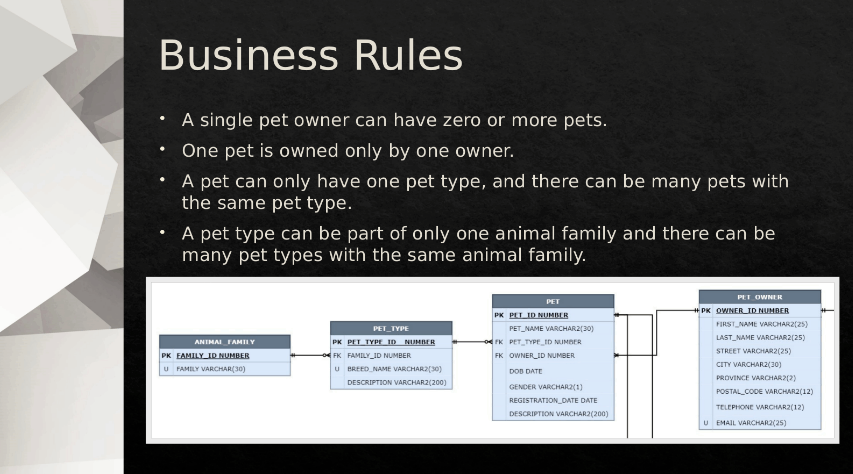 Business Rules
• A single pet owner can have zero or more pets.
• One pet is owned only by one owner.
• A pet can only have one pet type, and there can be many pets with
the same pet type.
• A pet type can be part of only one animal family and there can be
many pet types with the same animal family.
ANIMAL_FAMILY
PK FAMILY_ID NUMBER
U FAMILY VARCHAR(30)
PET_TYPE
PK PET_TYPE_ID NUMBER
FK FAMILY_ID NUMBER
U BREED_NAME VARCHAR2(30)
DESCRIPTION VARCHAR2(200)
PET
PK PET_ID NUMBER
PET_NAME VARCHAR2(30)
FK PET_TYPE_ID NUMBER
FK OWNER_ID NUMBER
DOB DATE
GENDER VARCHAR2(1)
REGISTRATION_DATE DATE
DESCRIPTION VARCHAR2(200)
PET_OWNER
PK OWNER_ID NUMBER
FIRST_NAME VARCHAR2(25)
LAST_NAME VARCHAR2(25)
STREET VARCHAR2(25)
CITY VARCHAR2(30)
PROVINCE VARCHAR2(2)
POSTAL_CODE VARCHAR2(12)
TELEPHONE VARCHAR2(12)
U EMAIL VARCHAR2(25)